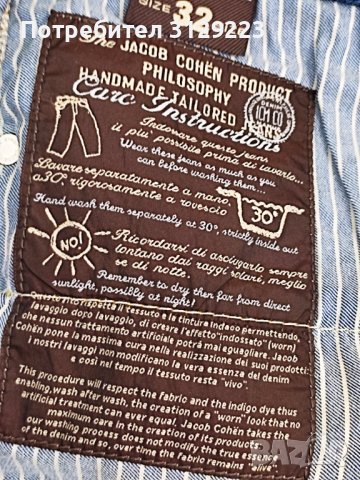 Потребител 3129223
SIZE 32
The JACOB COHËN PRODUCT
PHILOSOPHY
HANDMADE TAILORED JEANS
DENIM
Care Instructions
Indossare questo jeans
il piu' possibile prima di lavarlo.
Wear these jeans as much as you
can before washing them...
Lavare separatamente a mano,
a 30°, rigorosamente a rovescio
30°
Hand wash them separately at 30°, strictly inside out
NO!
Ricordarsi di asciugarlo sempre
lontano dai raggi solari, meglio
se di notte.
Remember to dry then far from direct
sunlight, possibly at night!
Questo rispetta il tessuto e la tintura indaco permettendo,
lavaggio dopo lavaggio, di creare l'effetto "indossato" (worn)
che nessun trattamento artificiale potrà mai eguagliare. Jacob
Cohën pone la massima cura nella realizzazione dei suoi prodotti:
i nostri lavaggi non modificano la vera essenza del denim
e così nel tempo il tessuto resta "vivo".
This procedure will respect the Fabric and the indigo dye thus
enabling, wash after wash, the creation of a "worn" look that no
artificial treatment can ever equal. Jacob Cohën takes the
maximum care in the creation of its products:
our washing process does not modify the true essence
of the denim and so, over time the fabric remains "alive".